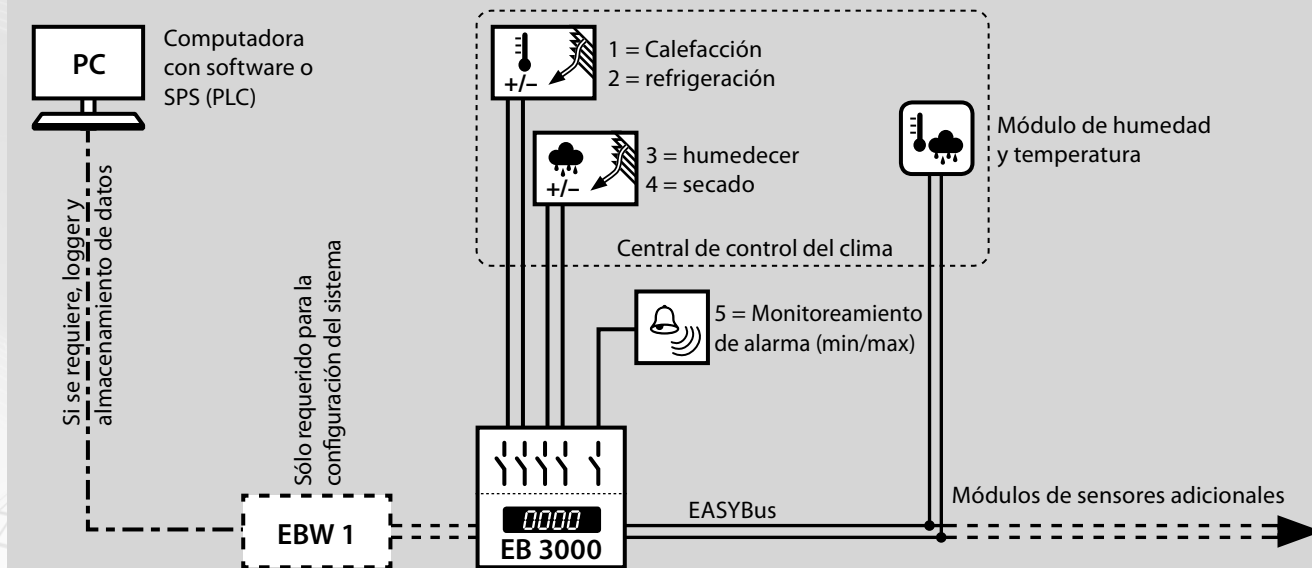 PC
Computadora
con software o
SPS (PLC)
+/–
1 = Calefacción
2 = refrigeración
+/–
3 = humedecer
4 = secado
Módulo de humedad
y temperatura
Central de control del clima
Si se requiere, logger y
almacenamiento de datos
Sólo requerido para la
configuración del sistema
5 = Monitoreamiento
de alarma (min/max)
EBW 1
0000
EB 3000
EASYBus
Módulos de sensores adicionales